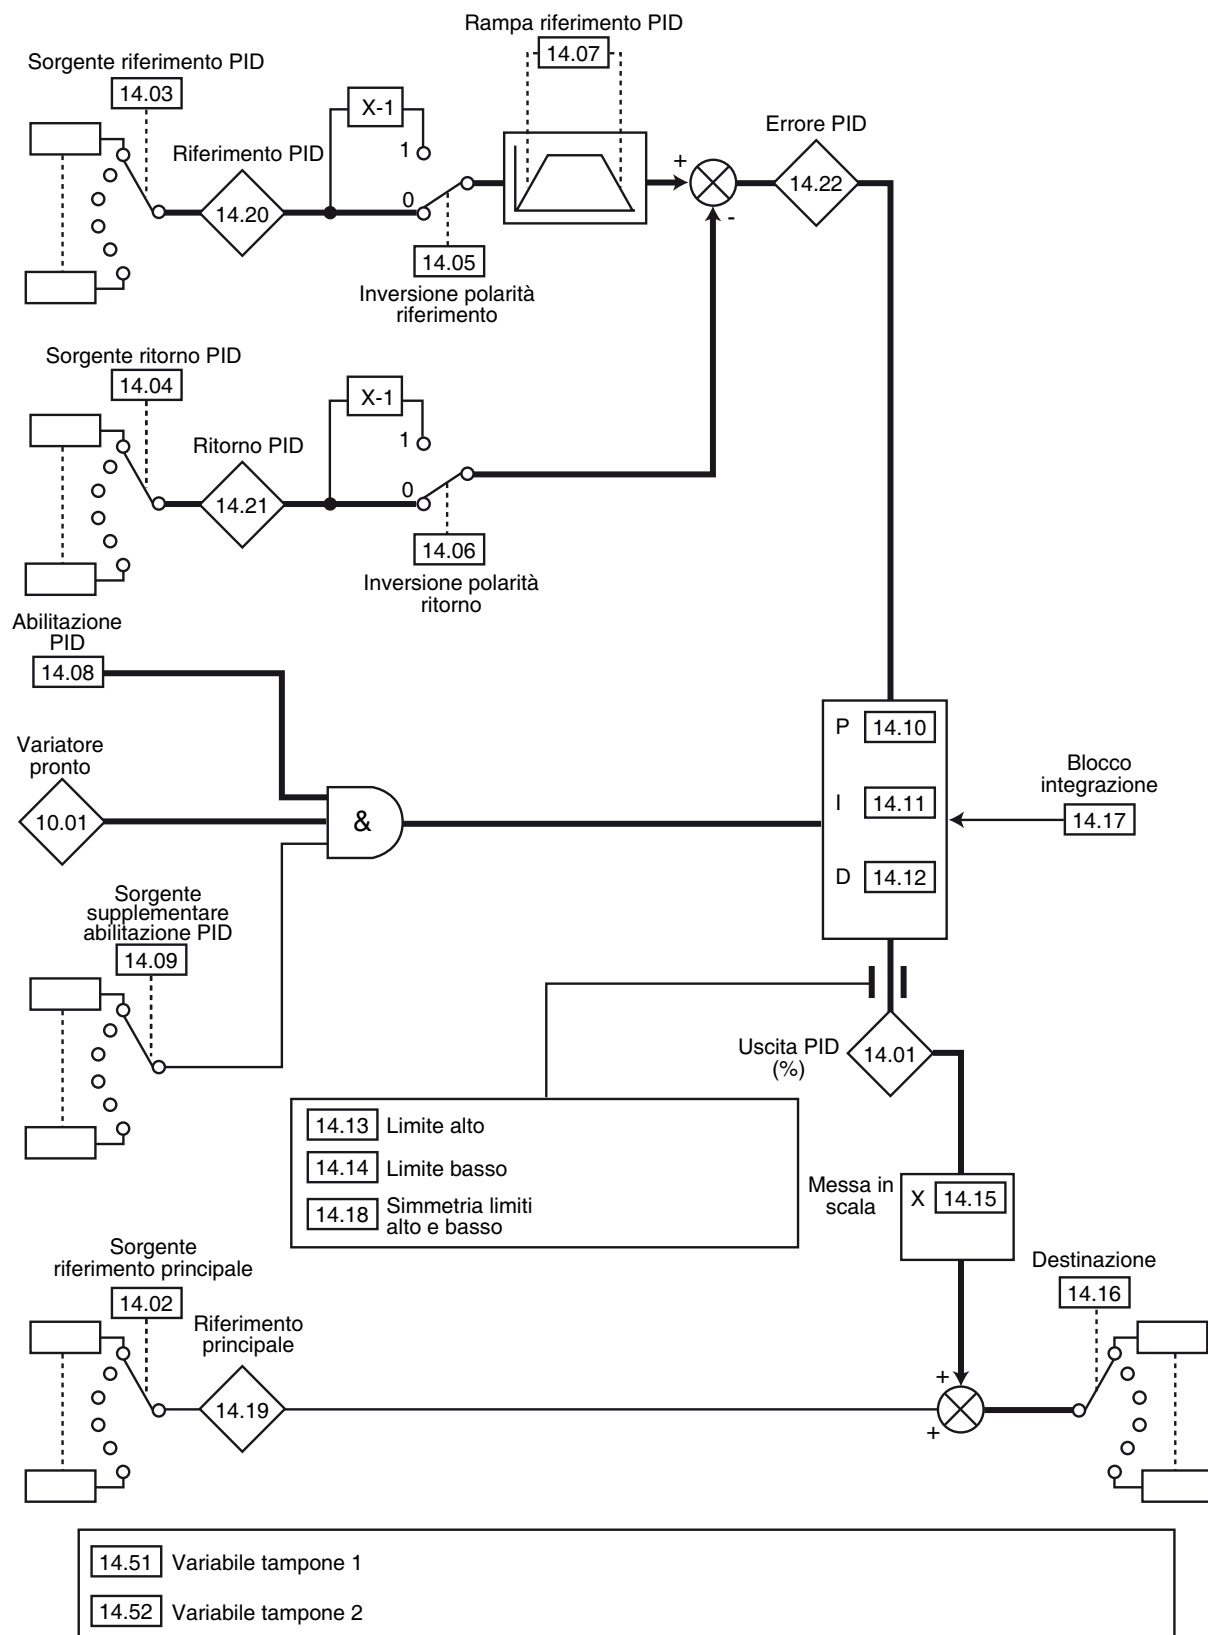 Rampa riferimento PID
14.07
Sorgente riferimento PID
14.03
X-1
1
Riferimento PID
14.20
0
14.05
Inversione polarità
riferimento
+
-
Errore PID
14.22
Sorgente ritorno PID
14.04
X-1
1
Ritorno PID
14.21
0
14.06
Inversione polarità
ritorno
Abilitazione
PID
14.08
Variatore
pronto
10.01
&
P 14.10
I 14.11
D 14.12
Blocco
integrazione
14.17
Sorgente
supplementare
abilitazione PID
14.09
Uscita PID
(%)
14.01
14.13 Limite alto
14.14 Limite basso
14.18 Simmetria limiti
alto e basso
Messa in
scala
X 14.15
Sorgente
riferimento principale
14.02
Riferimento
principale
14.19
+
+
Destinazione
14.16
14.51 Variabile tampone 1
14.52 Variabile tampone 2